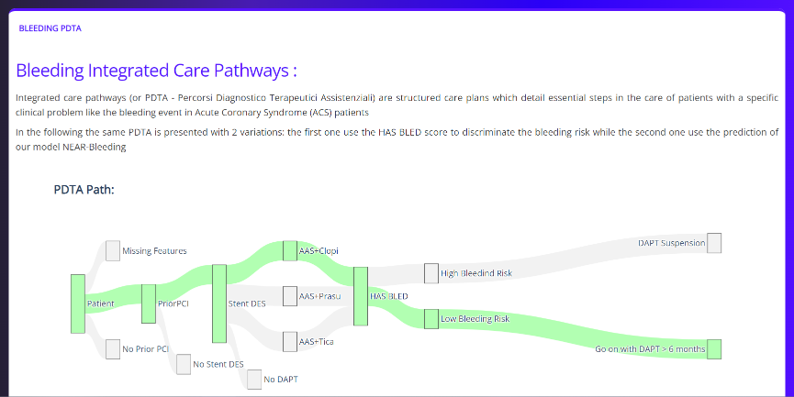 BLEEDING PDTA
Bleeding Integrated Care Pathways :
Integrated care pathways (or PDTA - Percorsi Diagnostico Terapeutici Assistenziali) are structured care plans which detail essential steps in the care of patients with a specific
clinical problem like the bleeding event in Acute Coronary Syndrome (ACS) patients
In the following the same PDTA is presented with 2 variations: the first one use the HAS BLED score to discriminate the bleeding risk while the second one use the prediction of
our model NEAR-Bleeding
PDTA Path:
Missing Features
AAS+Clopi
DAPT Suspension
High Bleedind Risk
Patient
PriorPCI
Stent DES
AAS+Prasu
HAS BLED
Low Bleeding Risk
No Prior PCI
AAS+Tica
Go on with DAPT > 6 months
No Stent DES
No DAPT